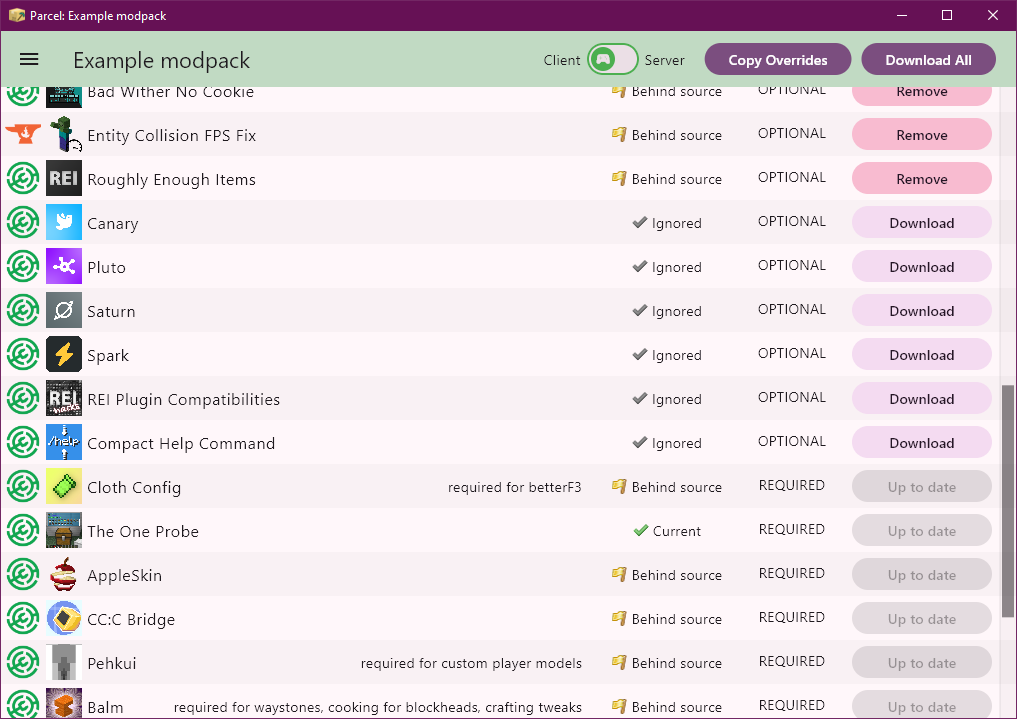 Parcel: Example modpack
Example modpack Client Server Copy Overrides Download All
Bad Wither No Cookie Behind source OPTIONAL Remove
Entity Collision FPS Fix Behind source OPTIONAL Remove
REI Roughly Enough Items Behind source OPTIONAL Remove
Canary Ignored OPTIONAL Download
Pluto Ignored OPTIONAL Download
Saturn Ignored OPTIONAL Download
Spark Ignored OPTIONAL Download
REI hacks REI Plugin Compatibilities Ignored OPTIONAL Download
/help Compact Help Command Ignored OPTIONAL Download
Cloth Config required for betterF3 Behind source REQUIRED Up to date
The One Probe Current REQUIRED Up to date
AppleSkin Behind source REQUIRED Up to date
CC:C Bridge Behind source REQUIRED Up to date
Pehkui required for custom player models Behind source REQUIRED Up to date
Balm required for waystones, cooking for blockheads, crafting tweaks Behind source REQUIRED Up to date